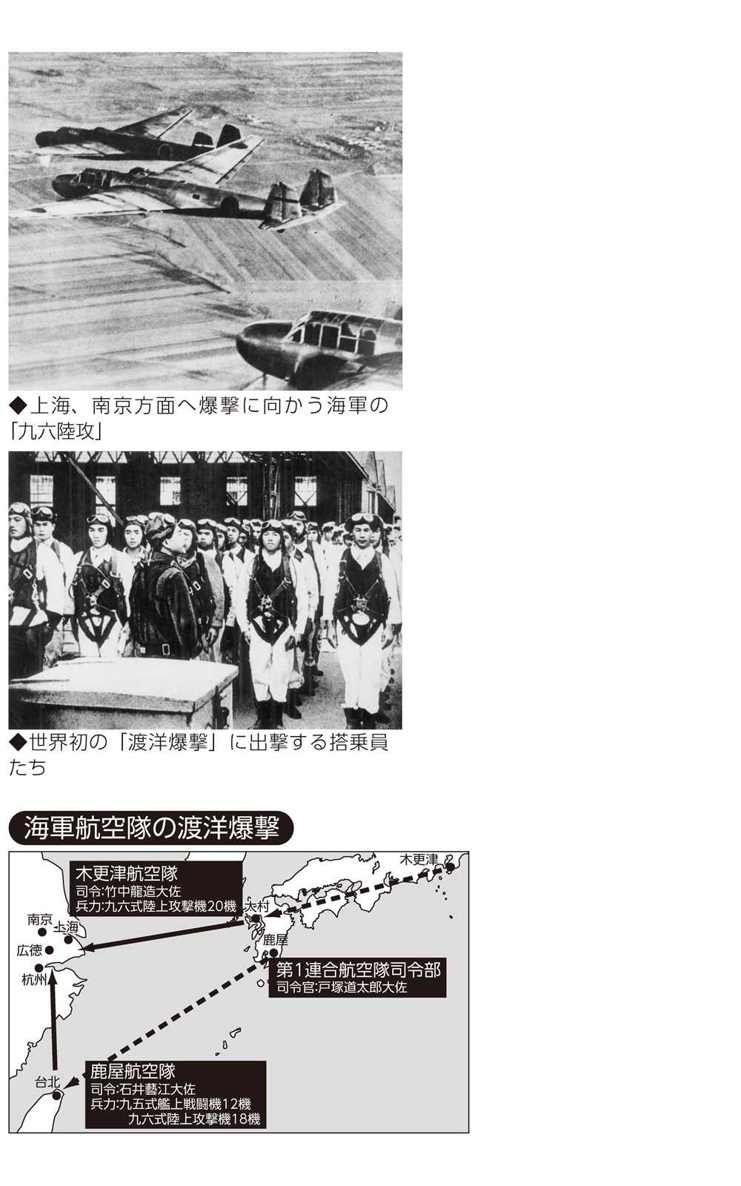 ◆上海、南京方面へ爆撃に向かう海軍の
「九六陸攻」
◆世界初の「渡洋爆撃」に出撃する搭乗員
たち
海軍航空隊の渡洋爆撃
木更津
木更津航空隊
司令:竹中龍造大佐
兵力:九六式陸上攻撃機20機
大村
南京
上海
広徳
杭州
鹿屋
第1連合航空隊司令部
司令官:戸塚道太郎大佐
台北
鹿屋航空隊
司令:石井藝江大佐
兵力:九五式艦上戦闘機12機
九六式陸上攻撃機18機